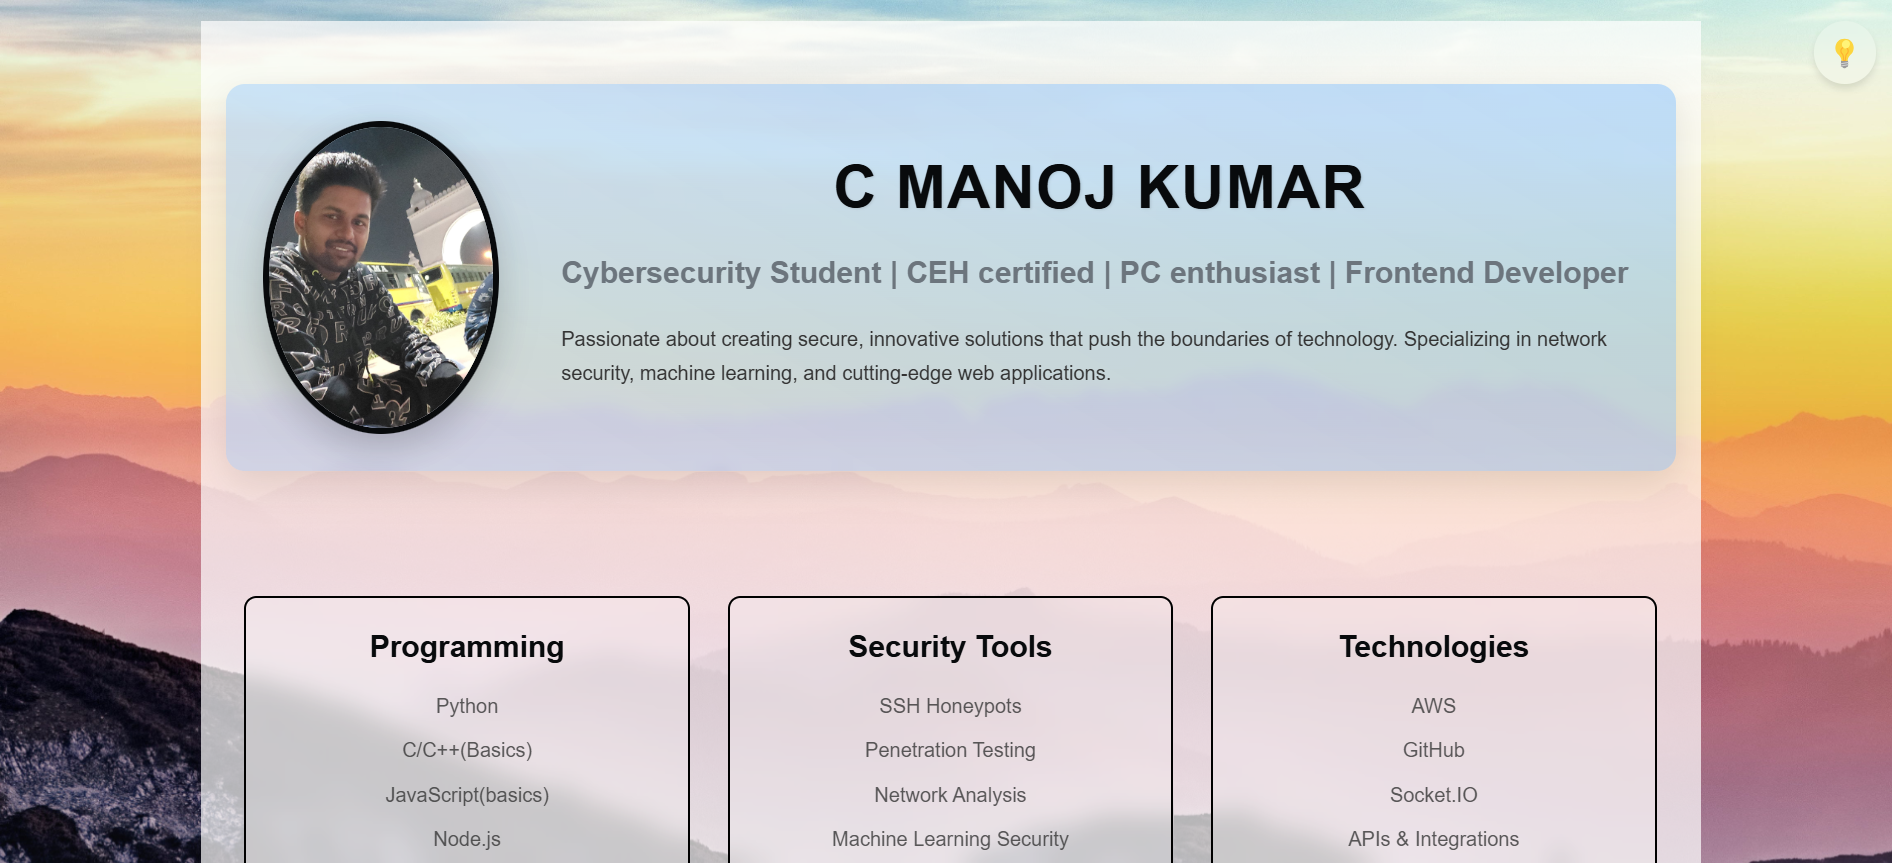 C MANOJ KUMAR
Cybersecurity Student | CEH certified | PC enthusiast | Frontend Developer
Passionate about creating secure, innovative solutions that push the boundaries of technology. Specializing in network
security, machine learning, and cutting-edge web applications.
Programming
Python
C/C++(Basics)
JavaScript(basics)
Node.js
Security Tools
SSH Honeypots
Penetration Testing
Network Analysis
Machine Learning Security
Technologies
AWS
GitHub
Socket.IO
APIs & Integrations